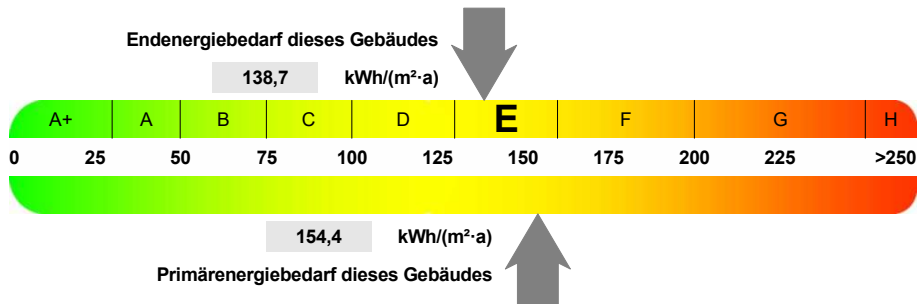 Endenergiebedarf dieses Gebäudes
138,7 kWh/(m²·a)
A+ A B C D E F G H
0 25 50 75 100 125 150 175 200 225 >250
154,4 kWh/(m²·a)
Primärenergiebedarf dieses Gebäudes